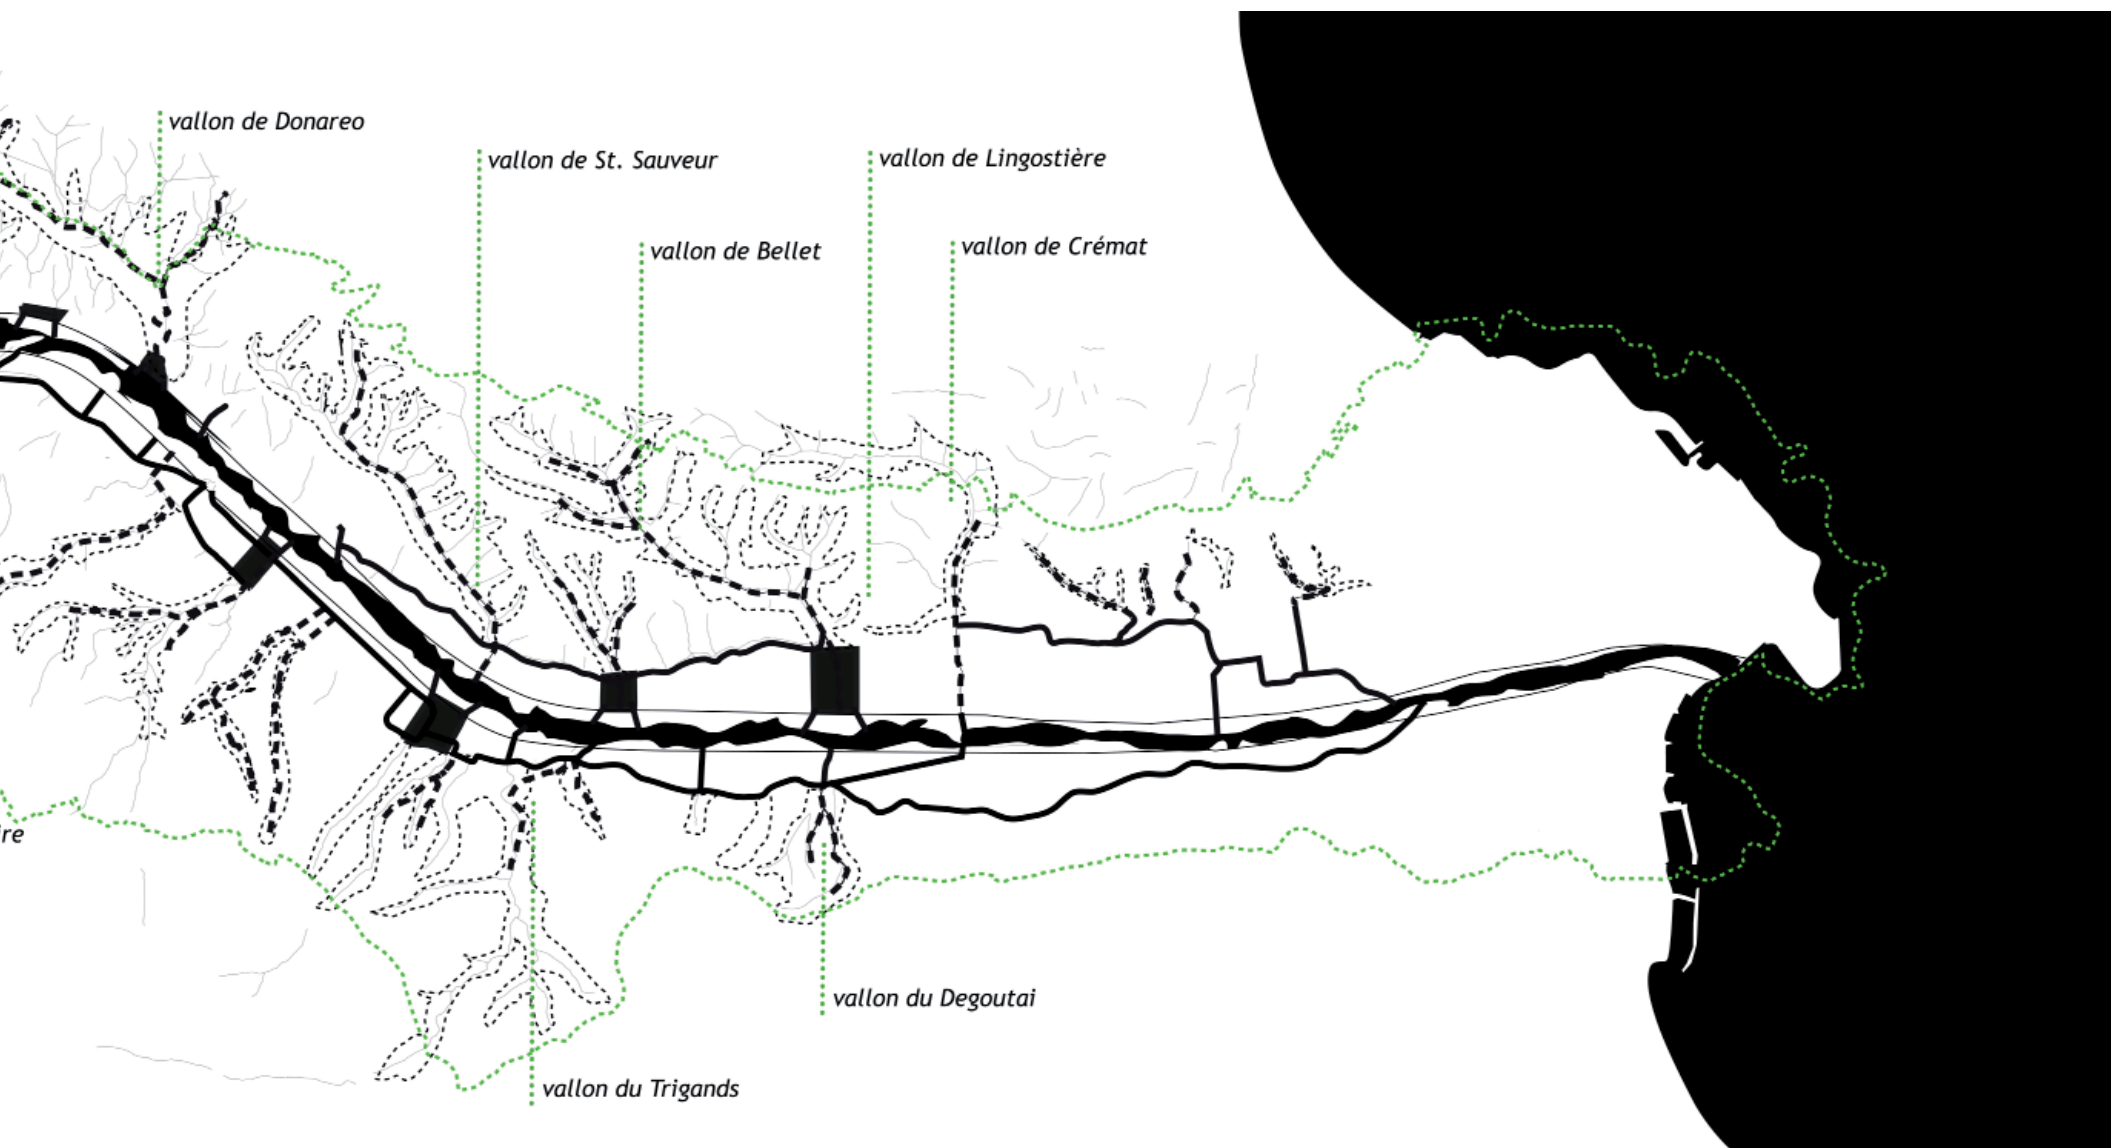 vallon de Donareo
vallon de St. Sauveur
vallon de Lingostière
vallon de Bellet
vallon de Crémat
ire
vallon du Degoutai
vallon du Trigands